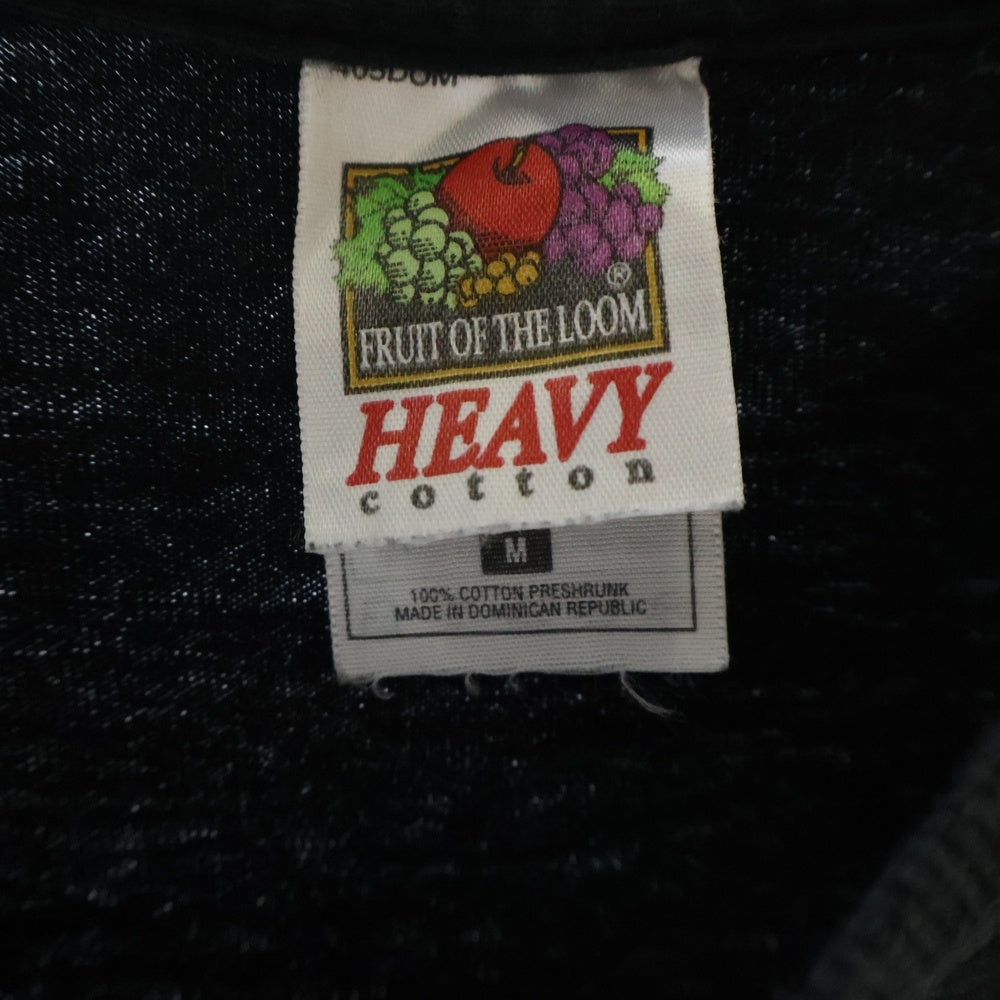 FRUIT OF THE LOOM
®
HEAVY
cotton
M
100% COTTON PRESHRUNK
MADE IN DOMINICAN REPUBLIC